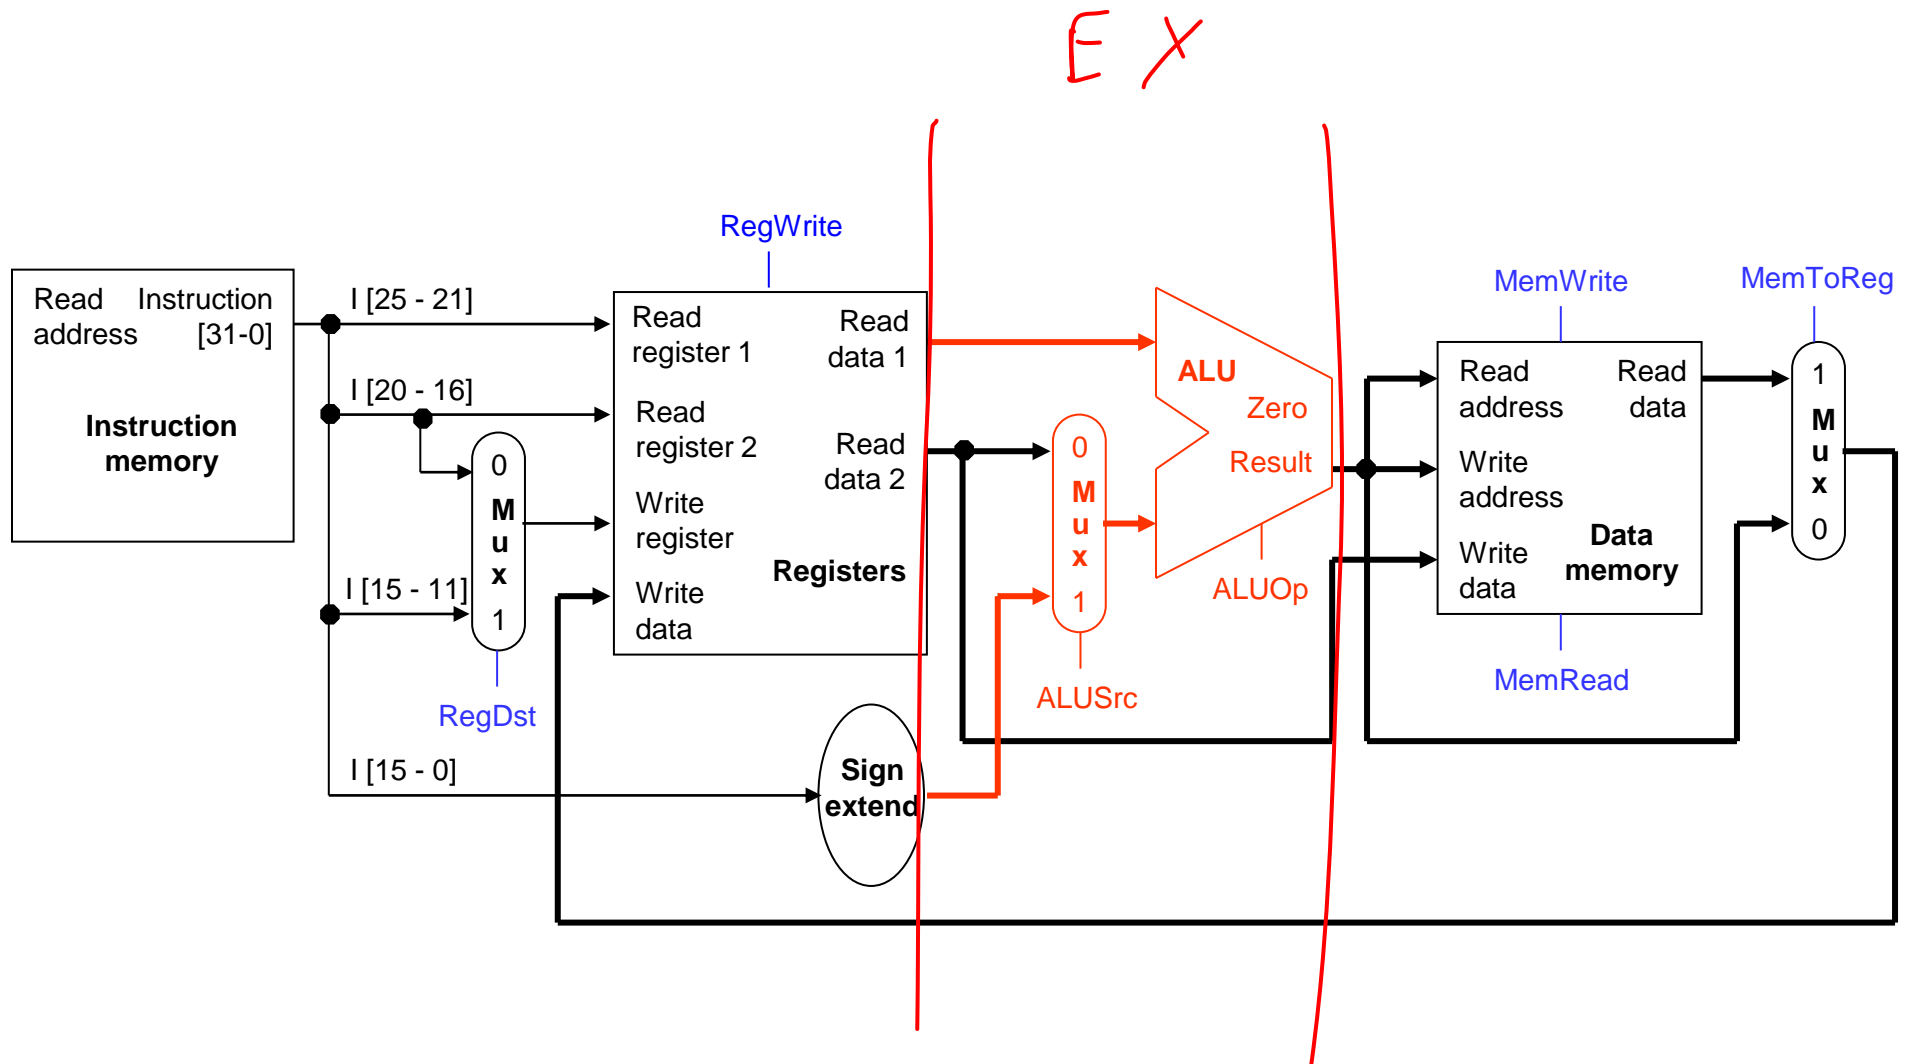 E X
RegWrite
MemWrite
MemToReg
Read Instruction
address [31-0]
Instruction
memory
I [25 - 21]
I [20 - 16]
I [15 - 11]
I [15 - 0]
0
M
u
x
1
RegDst
Read
register 1
Read
data 1
Read
register 2
Read
data 2
Write
register
Registers
Write
data
Sign
extend
0
M
u
x
1
ALUSrc
ALU
Zero
Result
ALUOp
Read
address
Read
data
Write
address
Write
data
Data
memory
MemRead
1
M
u
x
0